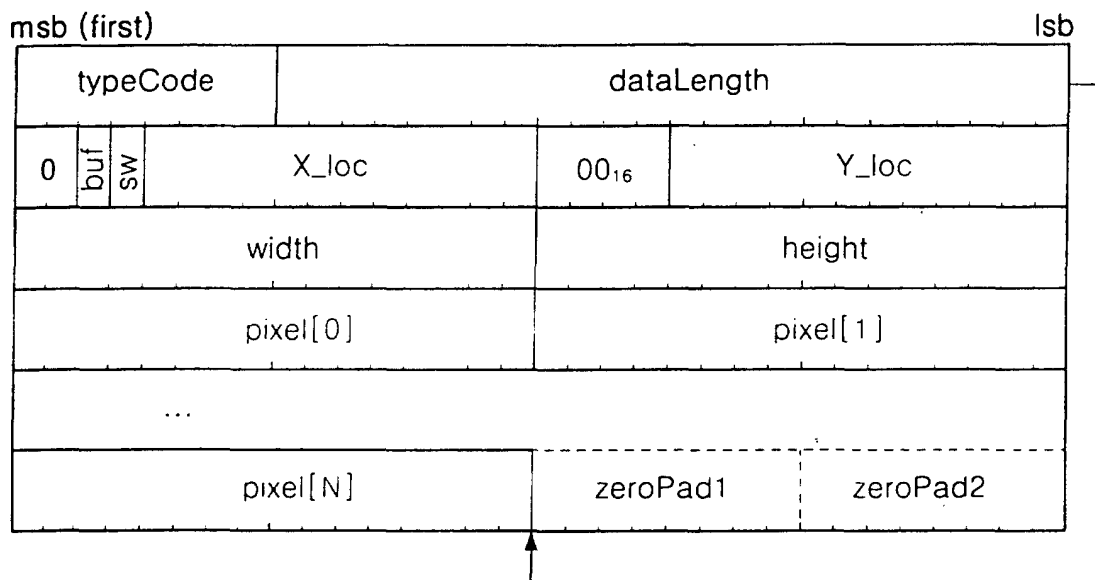 msb (first) lsb
typeCode dataLength
0 buf sw X_loc 00₁₆ Y_loc
width height
pixel[0] pixel[1]
...
pixel[N] zeroPad1 zeroPad2